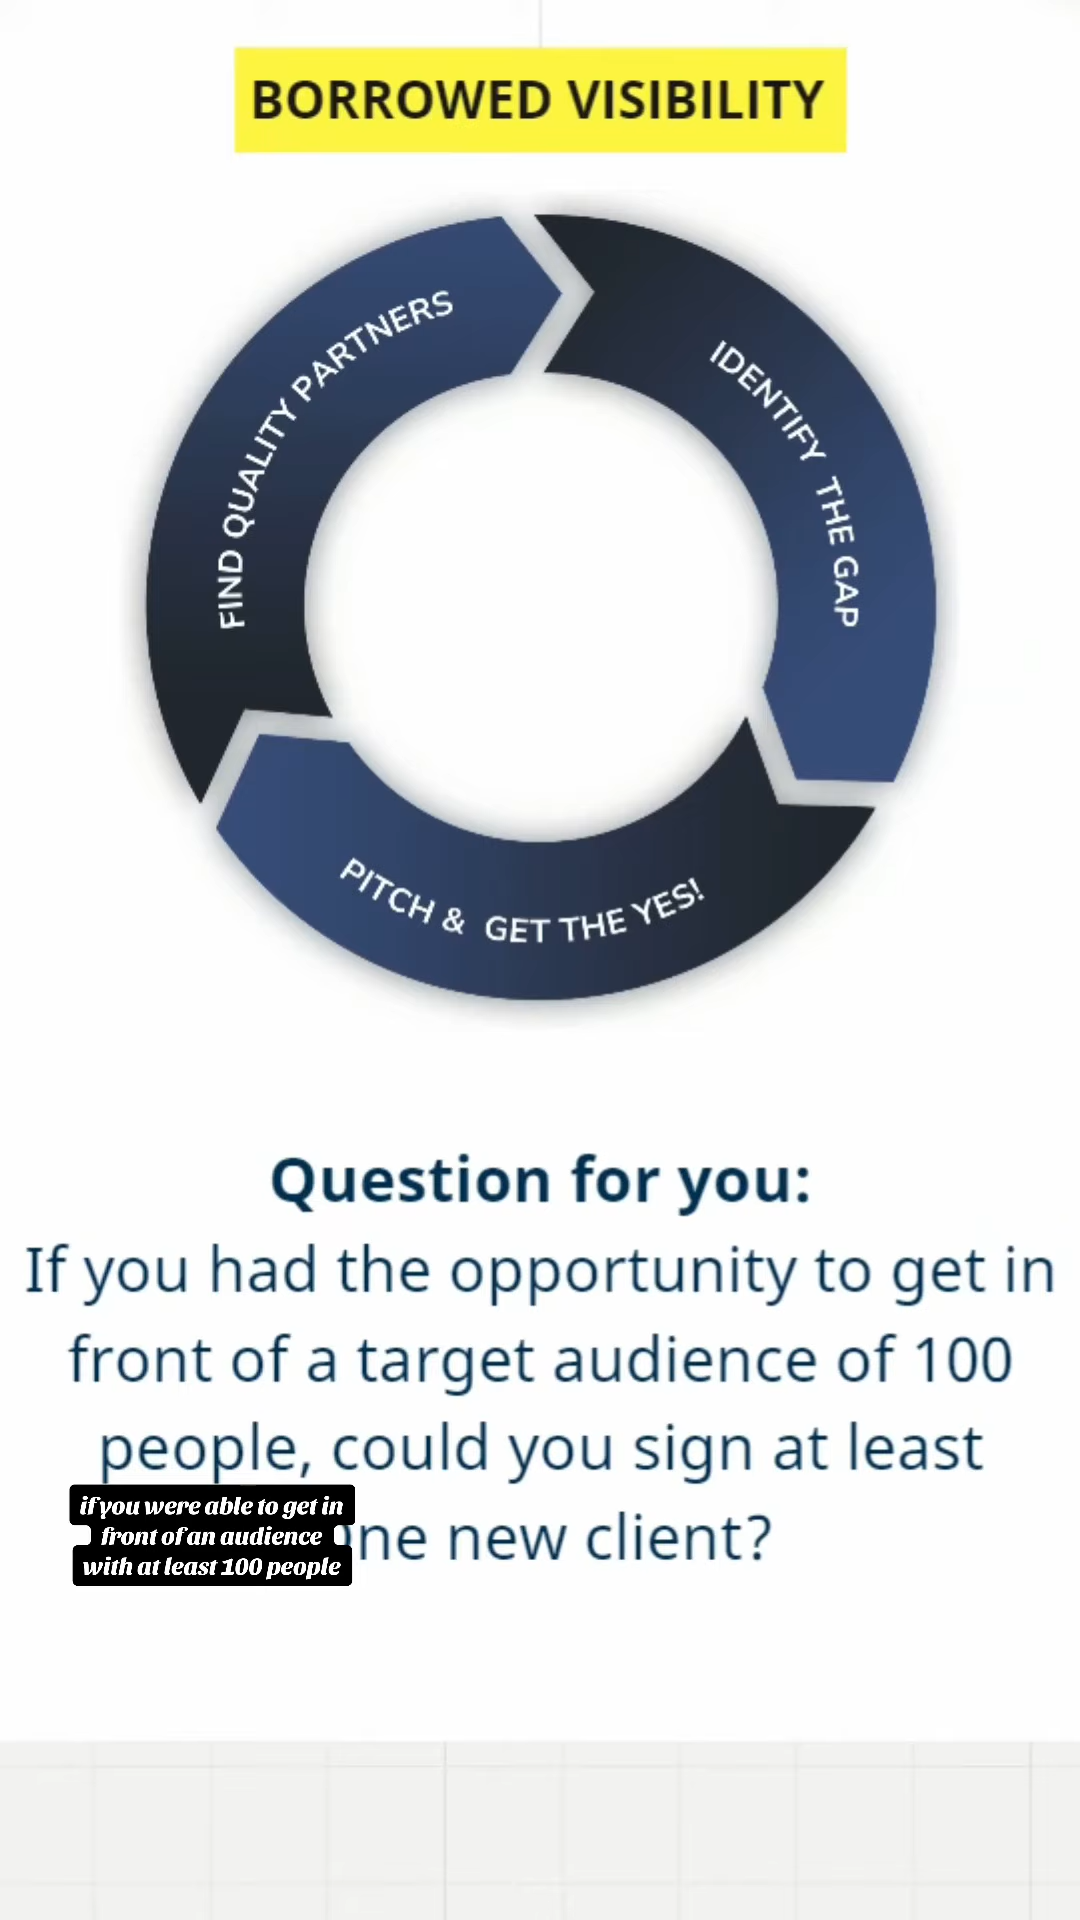 BORROWED VISIBILITY
FIND QUALITY PARTNERS
IDENTIFY THE GAP
PITCH & GET THE YES!
Question for you:
If you had the opportunity to get in
front of a target audience of 100
people, could you sign at least
ne new client?
if you were able to get in
front of an audience
with at least 100 people